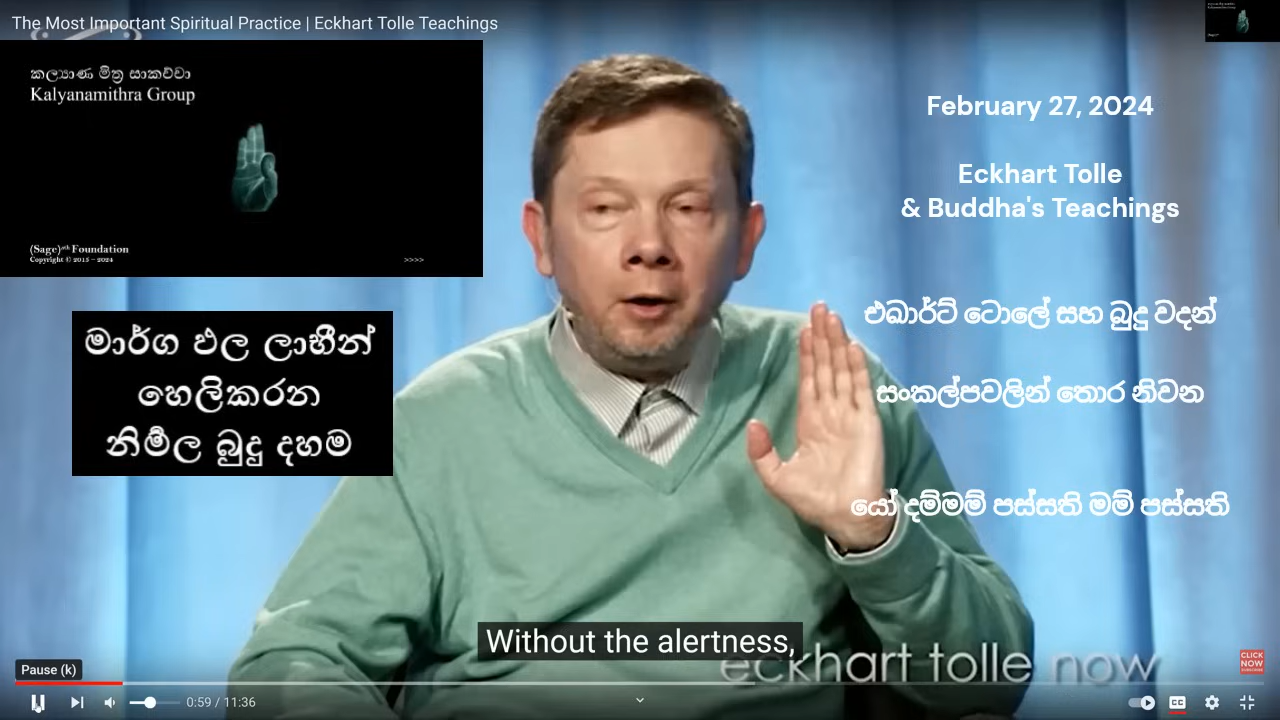 The Most Important Spiritual Practice | Eckhart Tolle Teachings
කල්‍යාණ මිත්‍ර සාකච්චා
Kalyanamithra Group
(Sage)
Foundation
Copyright © 2015 – 2024
>>>>
February 27, 2024
Eckhart Tolle
& Buddha's Teachings
මාර්ග ඵල ලාභීන්
හෙලිකරන
නිර්මල බුදු දහම
එඛාර්ට් ටොලේ සහ බුදු වදන්
සංකල්පවලින් තොර නිවන
යෝ දම්මම් පස්සති මම් පස්සති
Without the alertness,
eckhart tolle now
Pause (k)
0:59 / 11:36
CC
CLICK
NOW